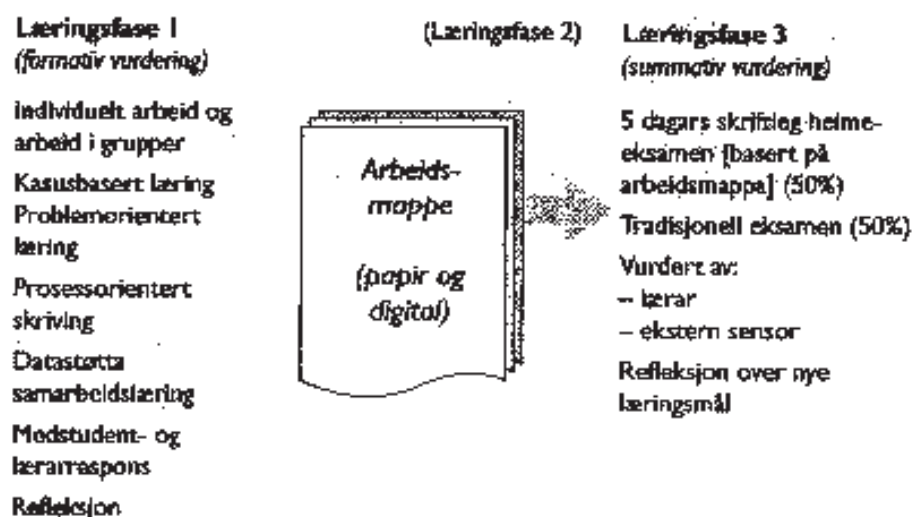 Læringsfase 1
(formativ vurdering)
Individuelt arbeid og
arbeid i grupper
Kasusbasert læring
Problemorientert
læring
Prosessorientert
skriving
Datastøtta
samarbeidslæring
Medstudent- og
lærarrespons
Refleksjon
(Læringsfase 2)
Arbeids-
mappe
(papir og
digital)
Læringsfase 3
(summativ vurdering)
5 dagars skriftleg heime-
eksamen [basert på
arbeidsmappa] (50%)
Tradisjonell eksamen (50%)
Vurdert av:
– lærar
– ekstern sensor
Refleksjon over nye
læringsmål